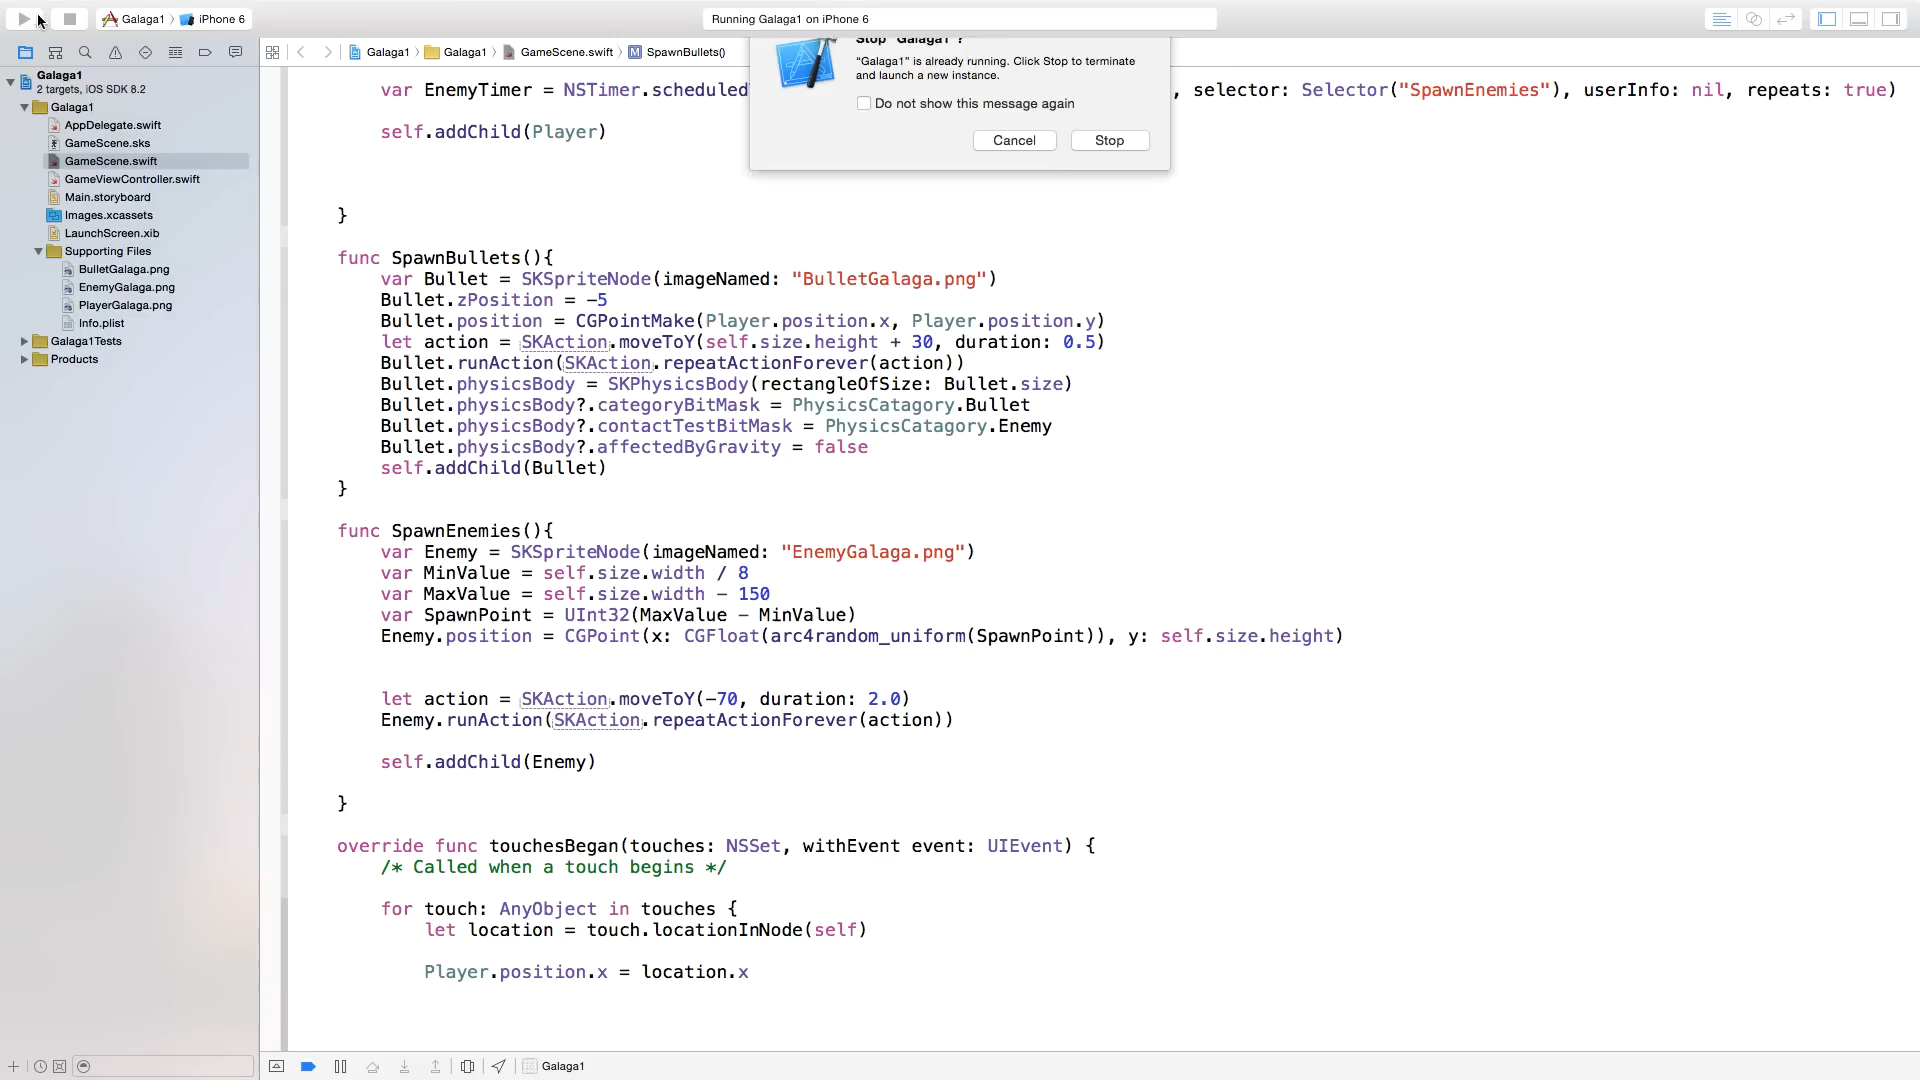 Galaga1 〉 iPhone 6
Running Galaga1 on iPhone 6
Galaga1 〉 Galaga1 〉 GameScene.swift 〉 M SpawnBullets()
Stop "Galaga1"?
"Galaga1" is already running. Click Stop to terminate
and launch a new instance.
Do not show this message again
Cancel
Stop
Galaga1
2 targets, iOS SDK 8.2
Galaga1
AppDelegate.swift
GameScene.sks
GameScene.swift
GameViewController.swift
Main.storyboard
Images.xcassets
LaunchScreen.xib
Supporting Files
BulletGalaga.png
EnemyGalaga.png
PlayerGalaga.png
Info.plist
Galaga1Tests
Products
var EnemyTimer = NSTimer.scheduled , selector: Selector("SpawnEnemies"), userInfo: nil, repeats: true)
self.addChild(Player)
}
func SpawnBullets(){
var Bullet = SKSpriteNode(imageNamed: "BulletGalaga.png")
Bullet.zPosition = -5
Bullet.position = CGPointMake(Player.position.x, Player.position.y)
let action = SKAction.moveToY(self.size.height + 30, duration: 0.5)
Bullet.runAction(SKAction.repeatActionForever(action))
Bullet.physicsBody = SKPhysicsBody(rectangleOfSize: Bullet.size)
Bullet.physicsBody?.categoryBitMask = PhysicsCatagory.Bullet
Bullet.physicsBody?.contactTestBitMask = PhysicsCatagory.Enemy
Bullet.physicsBody?.affectedByGravity = false
self.addChild(Bullet)
}
func SpawnEnemies(){
var Enemy = SKSpriteNode(imageNamed: "EnemyGalaga.png")
var MinValue = self.size.width / 8
var MaxValue = self.size.width - 150
var SpawnPoint = UInt32(MaxValue - MinValue)
Enemy.position = CGPoint(x: CGFloat(arc4random_uniform(SpawnPoint)), y: self.size.height)
let action = SKAction.moveToY(-70, duration: 2.0)
Enemy.runAction(SKAction.repeatActionForever(action))
self.addChild(Enemy)
}
override func touchesBegan(touches: NSSet, withEvent event: UIEvent) {
/* Called when a touch begins */
for touch: AnyObject in touches {
let location = touch.locationInNode(self)
Player.position.x = location.x
Galaga1